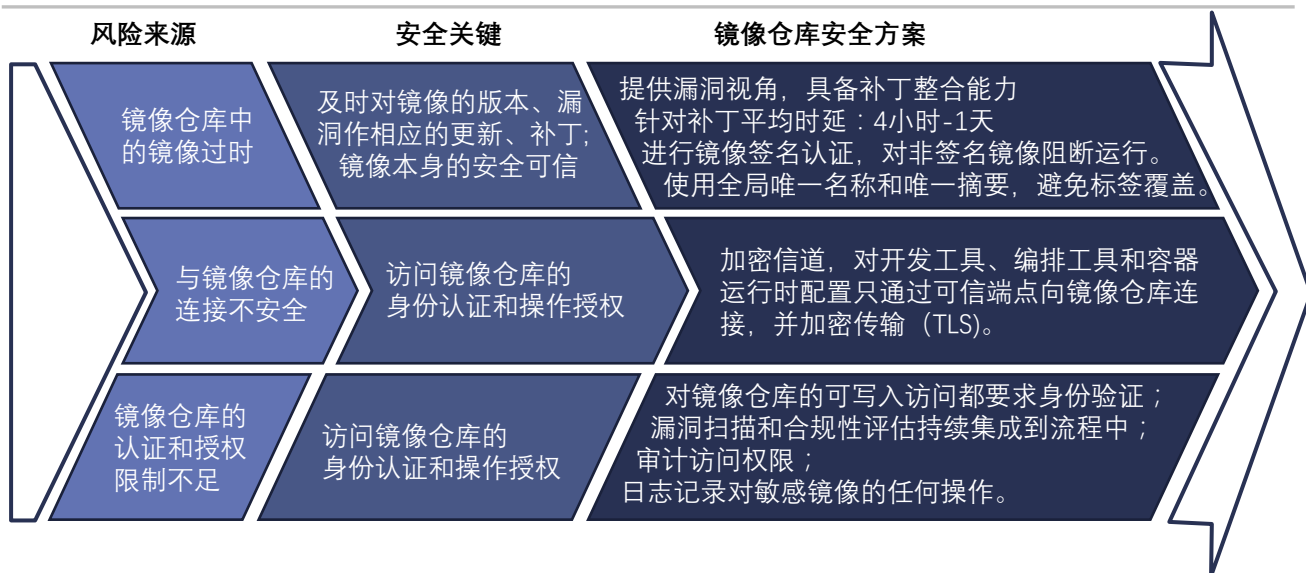 风险来源
安全关键
镜像仓库安全方案
镜像仓库中
的镜像过时
及时对镜像的版本、漏
洞作相应的更新、补丁;
镜像本身的安全可信
提供漏洞视角，具备补丁整合能力
针对补丁平均时延：4小时-1天
进行镜像签名认证，对非签名镜像阻断运行。
使用全局唯一名称和唯一摘要，避免标签覆盖。
与镜像仓库的
连接不安全
访问镜像仓库的
身份认证和操作授权
加密信道，对开发工具、编排工具和容器
运行时配置只通过可信端点向镜像仓库连
接，并加密传输（TLS)。
镜像仓库的
认证和授权
限制不足
访问镜像仓库的
身份认证和操作授权
对镜像仓库的可写入访问都要求身份验证；
漏洞扫描和合规性评估持续集成到流程中；
审计访问权限；
日志记录对敏感镜像的任何操作。